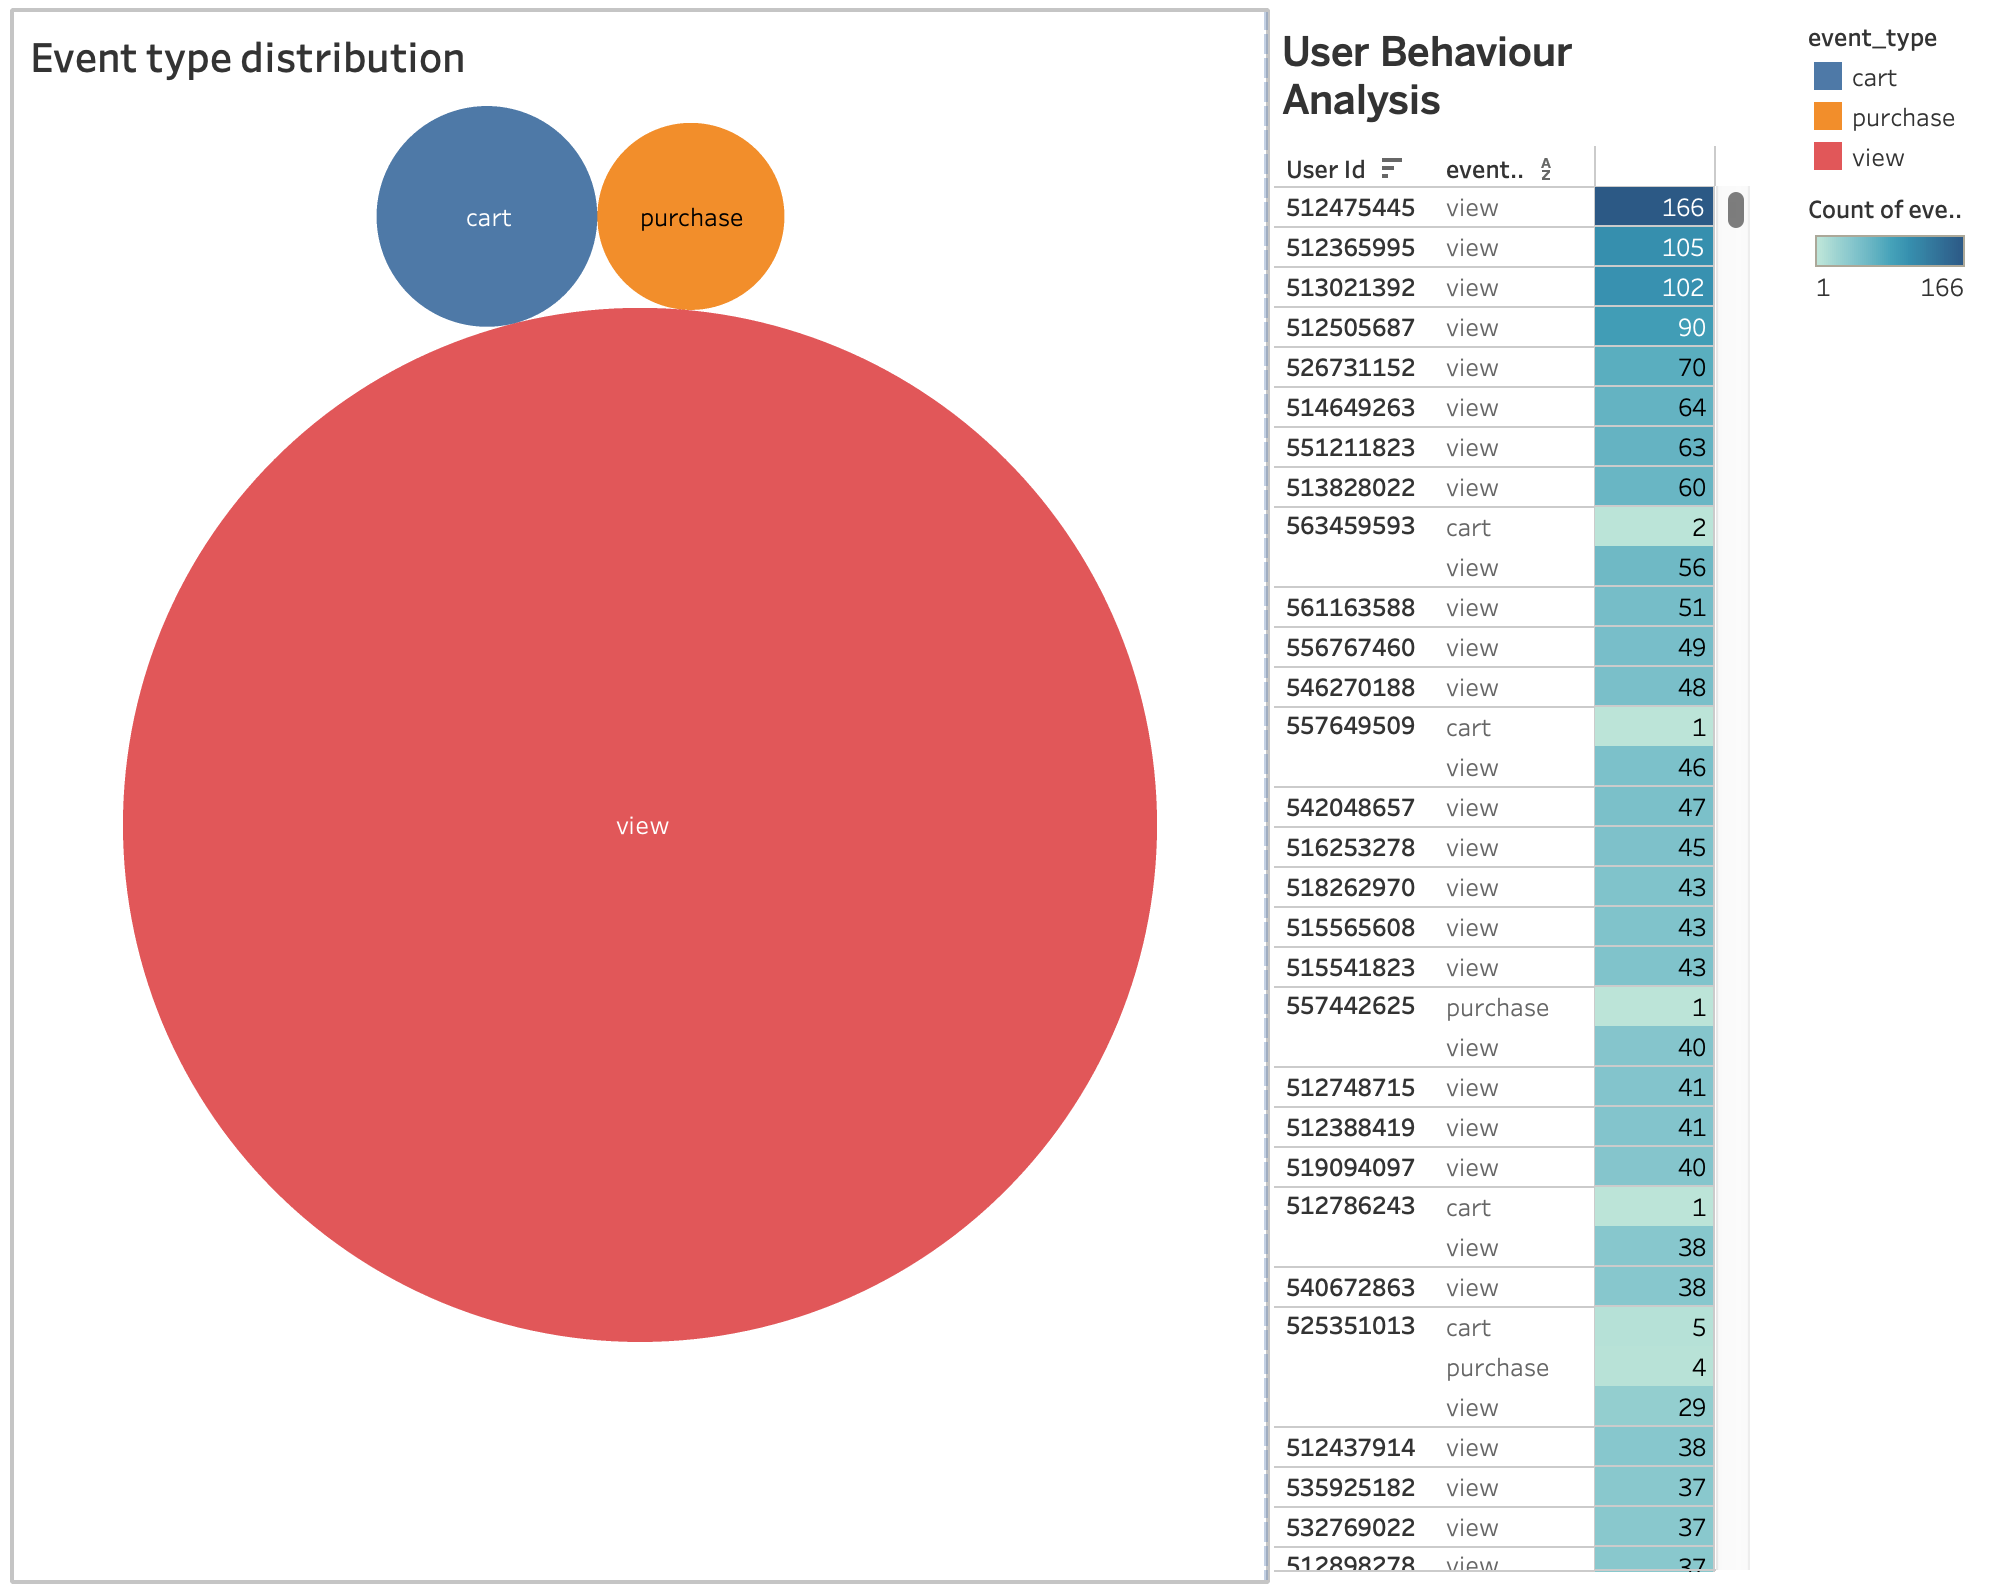 Event type distribution
cart
purchase
view
User Behaviour
Analysis
User Id event.. A Z
512475445 view 166
512365995 view 105
513021392 view 102
512505687 view 90
526731152 view 70
514649263 view 64
551211823 view 63
513828022 view 60
563459593 cart 2
view 56
561163588 view 51
556767460 view 49
546270188 view 48
557649509 cart 1
view 46
542048657 view 47
516253278 view 45
518262970 view 43
515565608 view 43
515541823 view 43
557442625 purchase 1
view 40
512748715 view 41
512388419 view 41
519094097 view 40
512786243 cart 1
view 38
540672863 view 38
525351013 cart 5
purchase 4
view 29
512437914 view 38
535925182 view 37
532769022 view 37
512898278 view 37
event_type
cart
purchase
view
Count of eve..
1 166